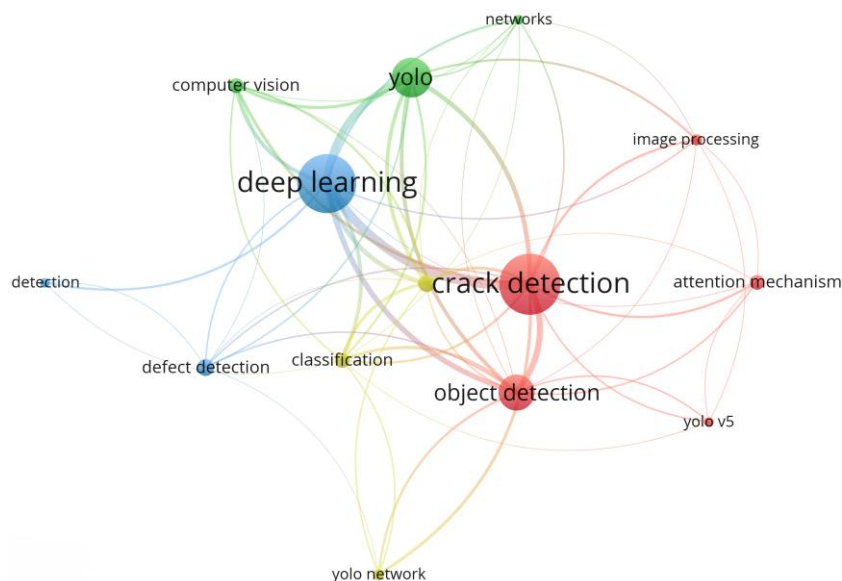 networks
yolo
computer vision
image processing
deep learning
detection
crack detection
attention mechanism
defect detection
classification
object detection
yolo v5
yolo network